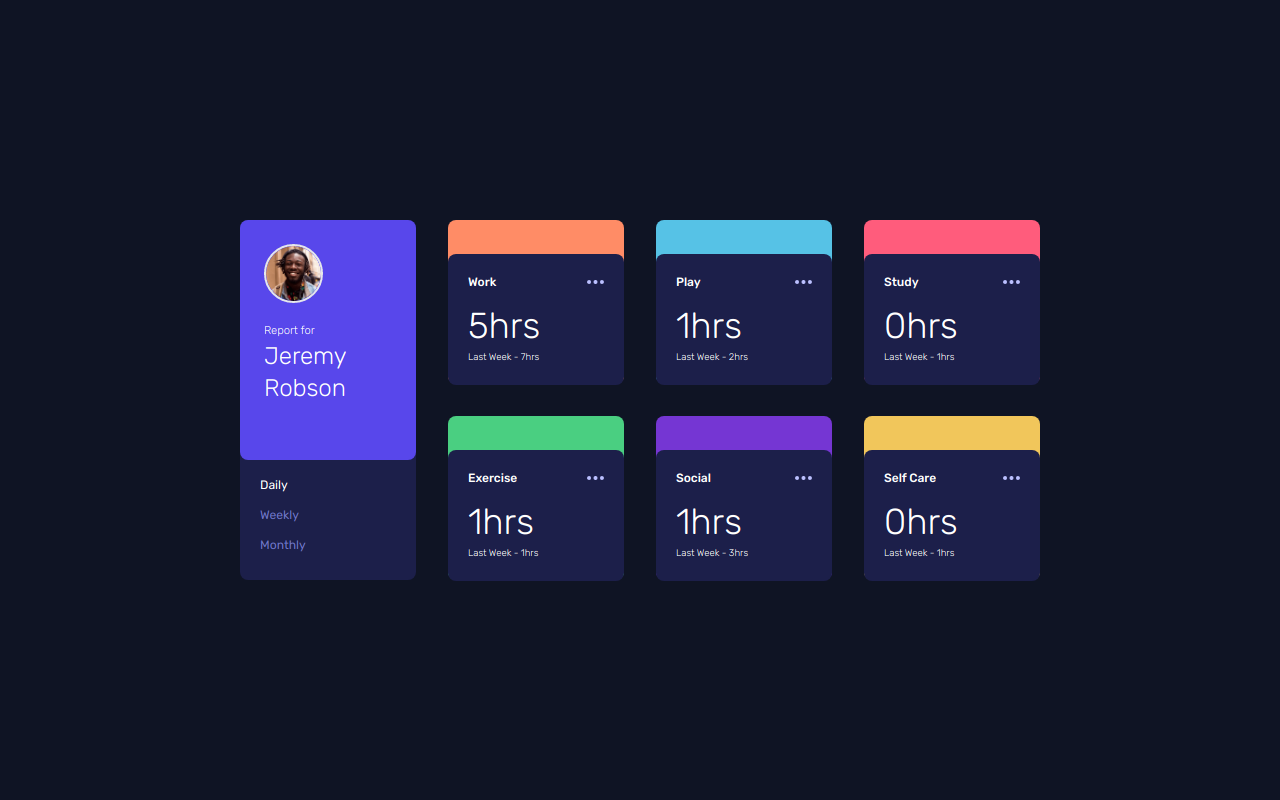 Report for
Jeremy
Robson
Daily
Weekly
Monthly
Work
5hrs
Last Week - 7hrs
Play
1hrs
Last Week - 2hrs
Study
0hrs
Last Week - 1hrs
Exercise
1hrs
Last Week - 1hrs
Social
1hrs
Last Week - 3hrs
Self Care
0hrs
Last Week - 1hrs